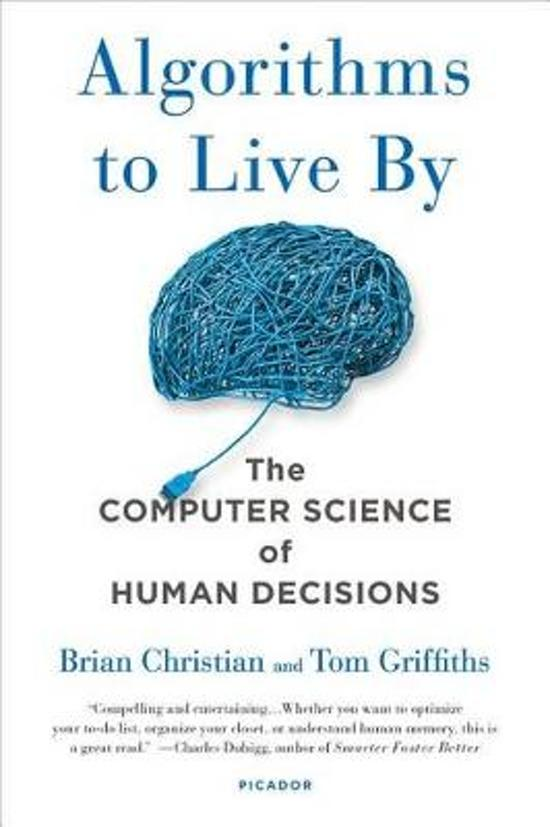 Algorithms
to Live By
The
COMPUTER SCIENCE
of
HUMAN DECISIONS
Brian Christian and Tom Griffiths
“Compelling and entertaining...Whether you want to optimize
your to-do list, organize your closet, or understand human memory, this is
a great read.” —Charles Duhigg, author of Smarter Faster Better
PICADOR